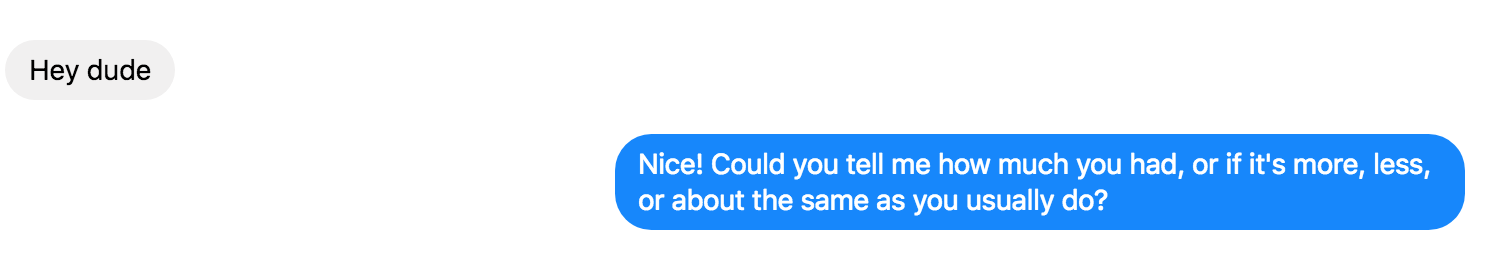 Hey dude
Nice! Could you tell me how much you had, or if it's more, less,
or about the same as you usually do?